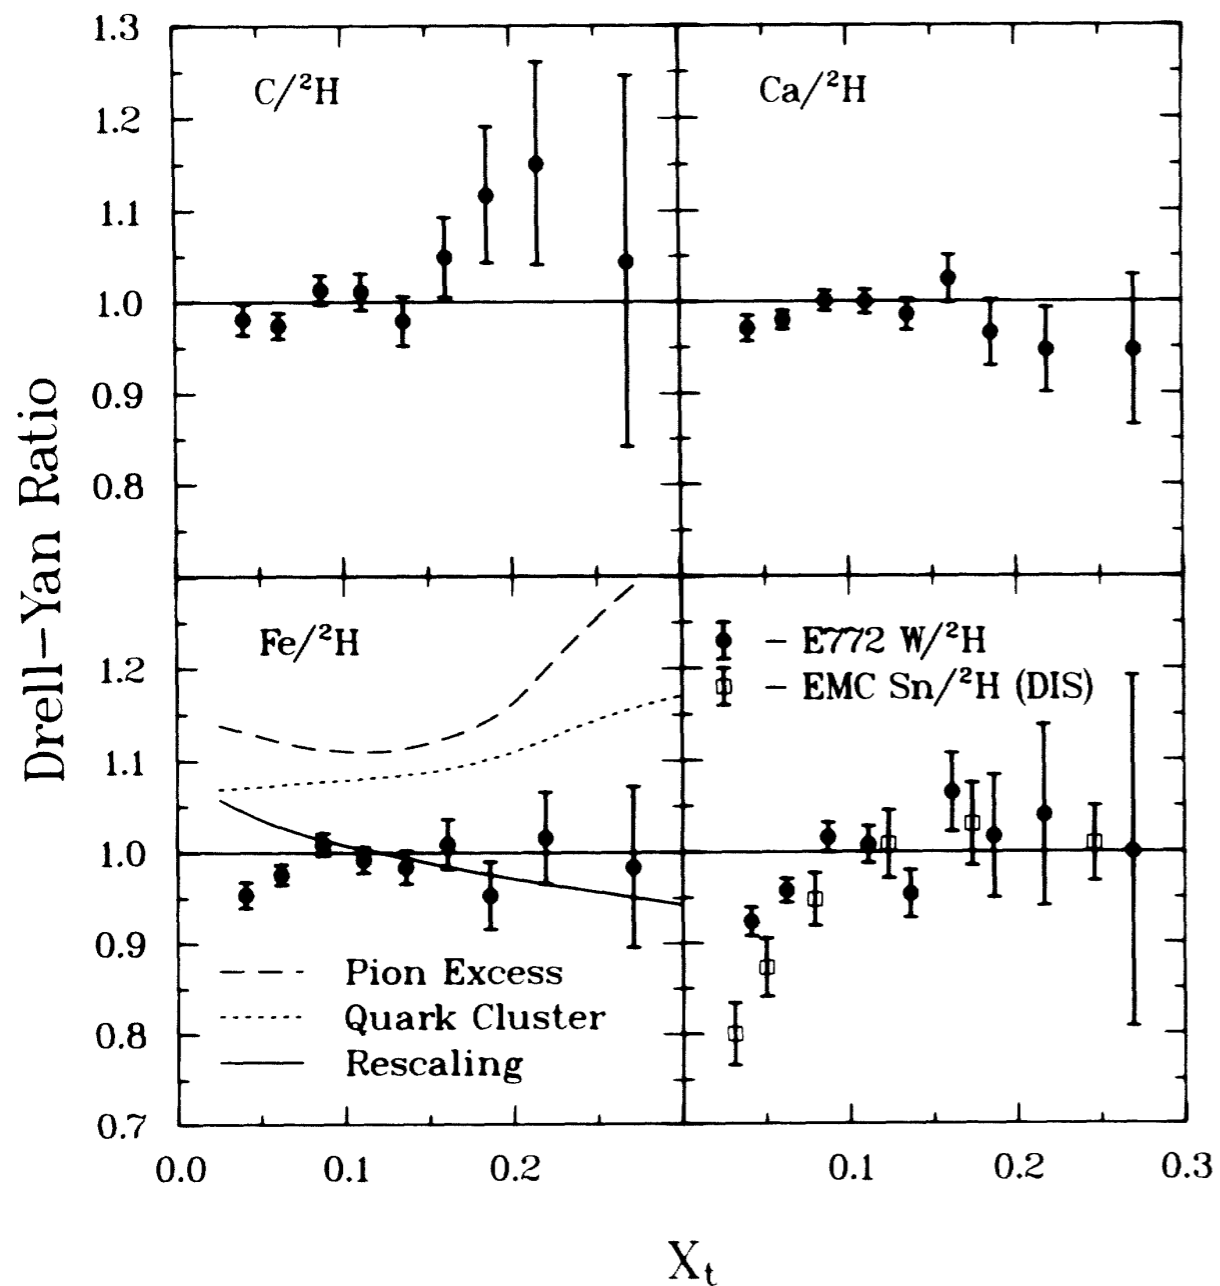 1.3
1.2
1.1
1.0
0.9
0.8
C/²H
Ca/²H
Drell–Yan Ratio
1.2
1.1
1.0
0.9
0.8
0.7
Fe/²H
– – – Pion Excess
········ Quark Cluster
—— Rescaling
– E772 W/²H
– EMC Sn/²H (DIS)
0.0 0.1 0.2
0.1 0.2 0.3
Xt